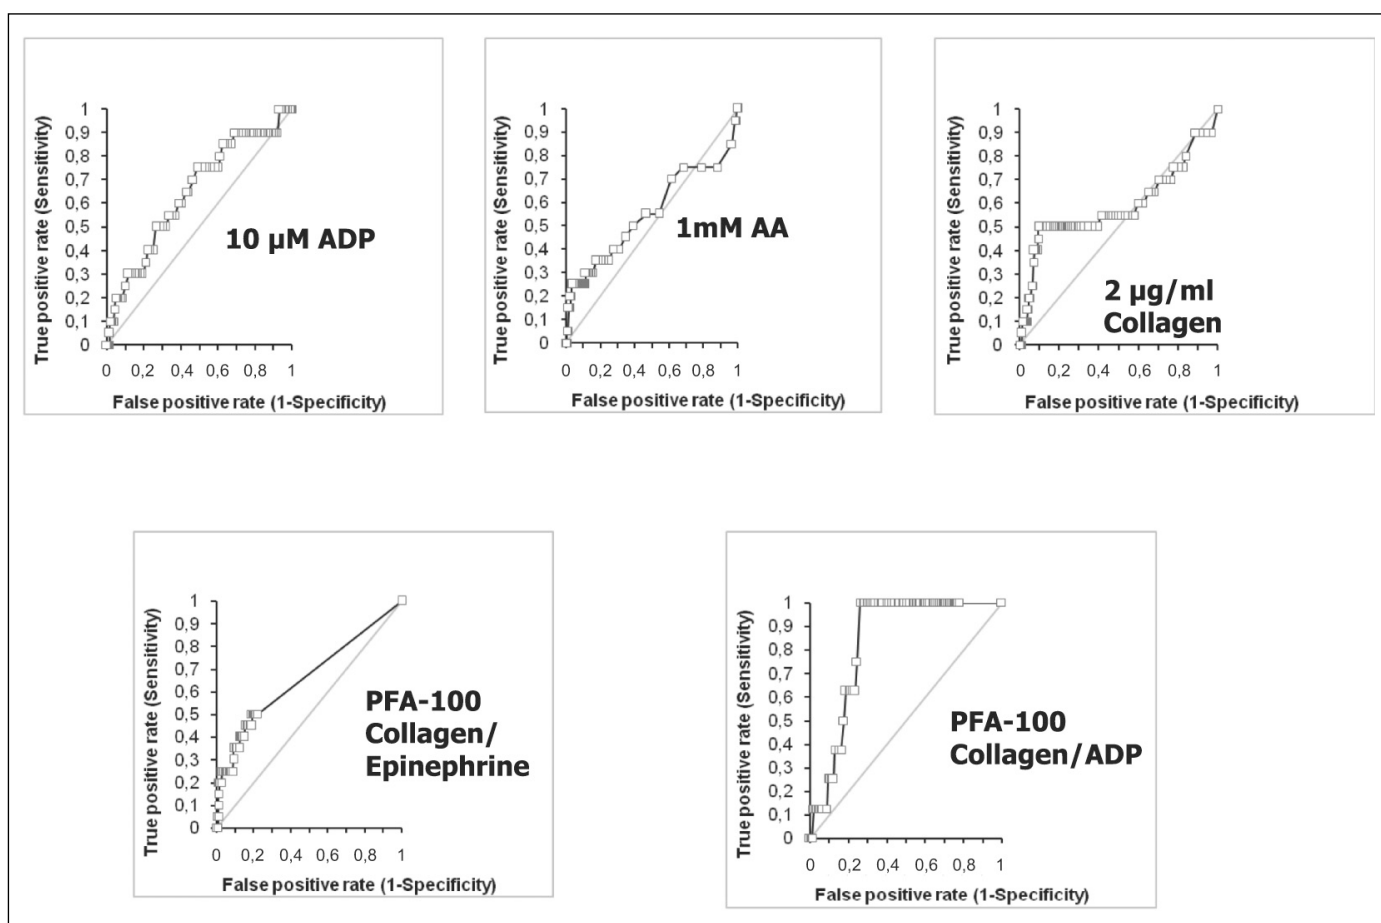 True positive rate (Sensitivity)
1
0,9
0,8
0,7
0,6
0,5
0,4
0,3
0,2
0,1
0
10 µM ADP
0 0,2 0,4 0,6 0,8 1
False positive rate (1-Specificity)
True positive rate (Sensitivity)
1
0,9
0,8
0,7
0,6
0,5
0,4
0,3
0,2
0,1
0
1mM AA
0 0,2 0,4 0,6 0,8 1
False positive rate (1-Specificity)
True positive rate (Sensitivity)
1
0,9
0,8
0,7
0,6
0,5
0,4
0,3
0,2
0,1
0
2 µg/ml
Collagen
0 0,2 0,4 0,6 0,8 1
False positive rate (1-Specificity)
True positive rate (Sensitivity)
1
0,9
0,8
0,7
0,6
0,5
0,4
0,3
0,2
0,1
0
PFA-100
Collagen/
Epinephrine
0 0,2 0,4 0,6 0,8 1
False positive rate (1-Specificity)
True positive rate (Sensitivity)
1
0,9
0,8
0,7
0,6
0,5
0,4
0,3
0,2
0,1
0
PFA-100
Collagen/ADP
0 0,2 0,4 0,6 0,8 1
False positive rate (1-Specificity)